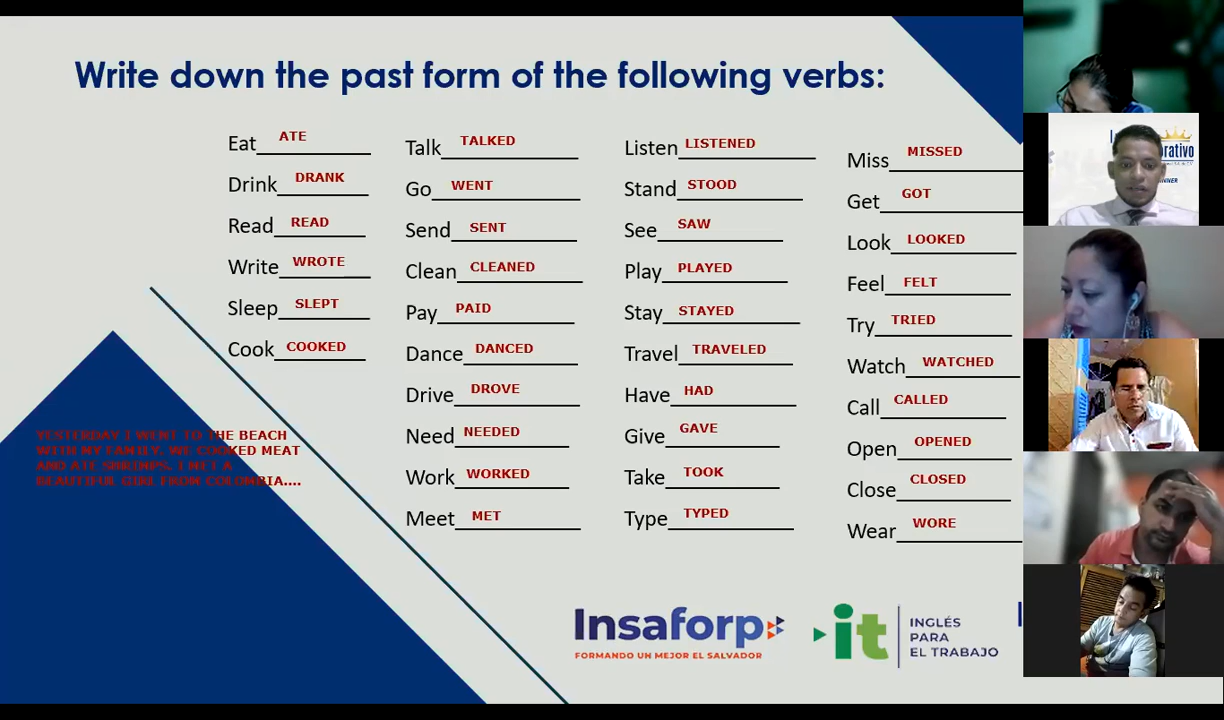 Write down the past form of the following verbs:
Eat ATE
Drink DRANK
Read READ
Write WROTE
Sleep SLEPT
Cook COOKED
Talk TALKED
Go WENT
Send SENT
Clean CLEANED
Pay PAID
Dance DANCED
Drive DROVE
Need NEEDED
Work WORKED
Meet MET
Listen LISTENED
Stand STOOD
See SAW
Play PLAYED
Stay STAYED
Travel TRAVELED
Have HAD
Give GAVE
Take TOOK
Type TYPED
Miss MISSED
Get GOT
Look LOOKED
Feel FELT
Try TRIED
Watch WATCHED
Call CALLED
Open OPENED
Close CLOSED
Wear WORE
YESTERDAY I WENT TO THE BEACH
WITH MY FAMILY. WE COOKED MEAT
AND ATE SHRIMPS. I MET A
BEAUTIFUL GIRL FROM COLOMBIA....
Insaforp
FORMANDO UN MEJOR EL SALVADOR
it
INGLÉS
PARA
EL TRABAJO